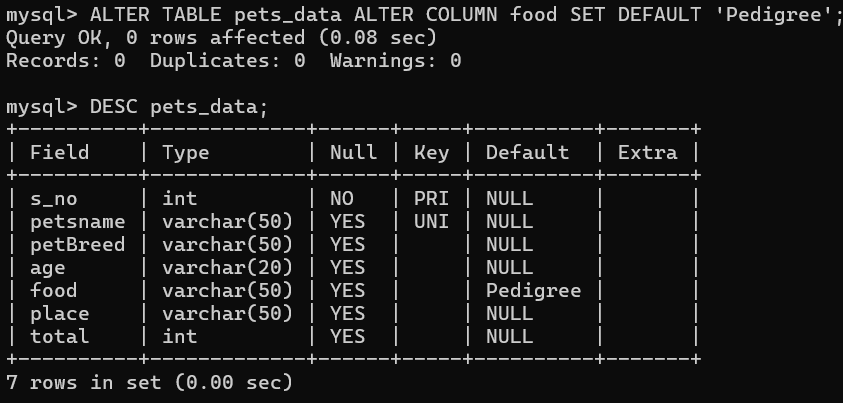 mysql> ALTER TABLE pets_data ALTER COLUMN food SET DEFAULT 'Pedigree';
Query OK, 0 rows affected (0.08 sec)
Records: 0  Duplicates: 0  Warnings: 0

mysql> DESC pets_data;
+----------+-------------+------+-----+----------+-------+
| Field    | Type        | Null | Key | Default  | Extra |
+----------+-------------+------+-----+----------+-------+
| s_no     | int         | NO   | PRI | NULL     |       |
| petsname | varchar(50) | YES  | UNI | NULL     |       |
| petBreed | varchar(50) | YES  |     | NULL     |       |
| age      | varchar(20) | YES  |     | NULL     |       |
| food     | varchar(50) | YES  |     | Pedigree |       |
| place    | varchar(50) | YES  |     | NULL     |       |
| total    | int         | YES  |     | NULL     |       |
+----------+-------------+------+-----+----------+-------+
7 rows in set (0.00 sec)